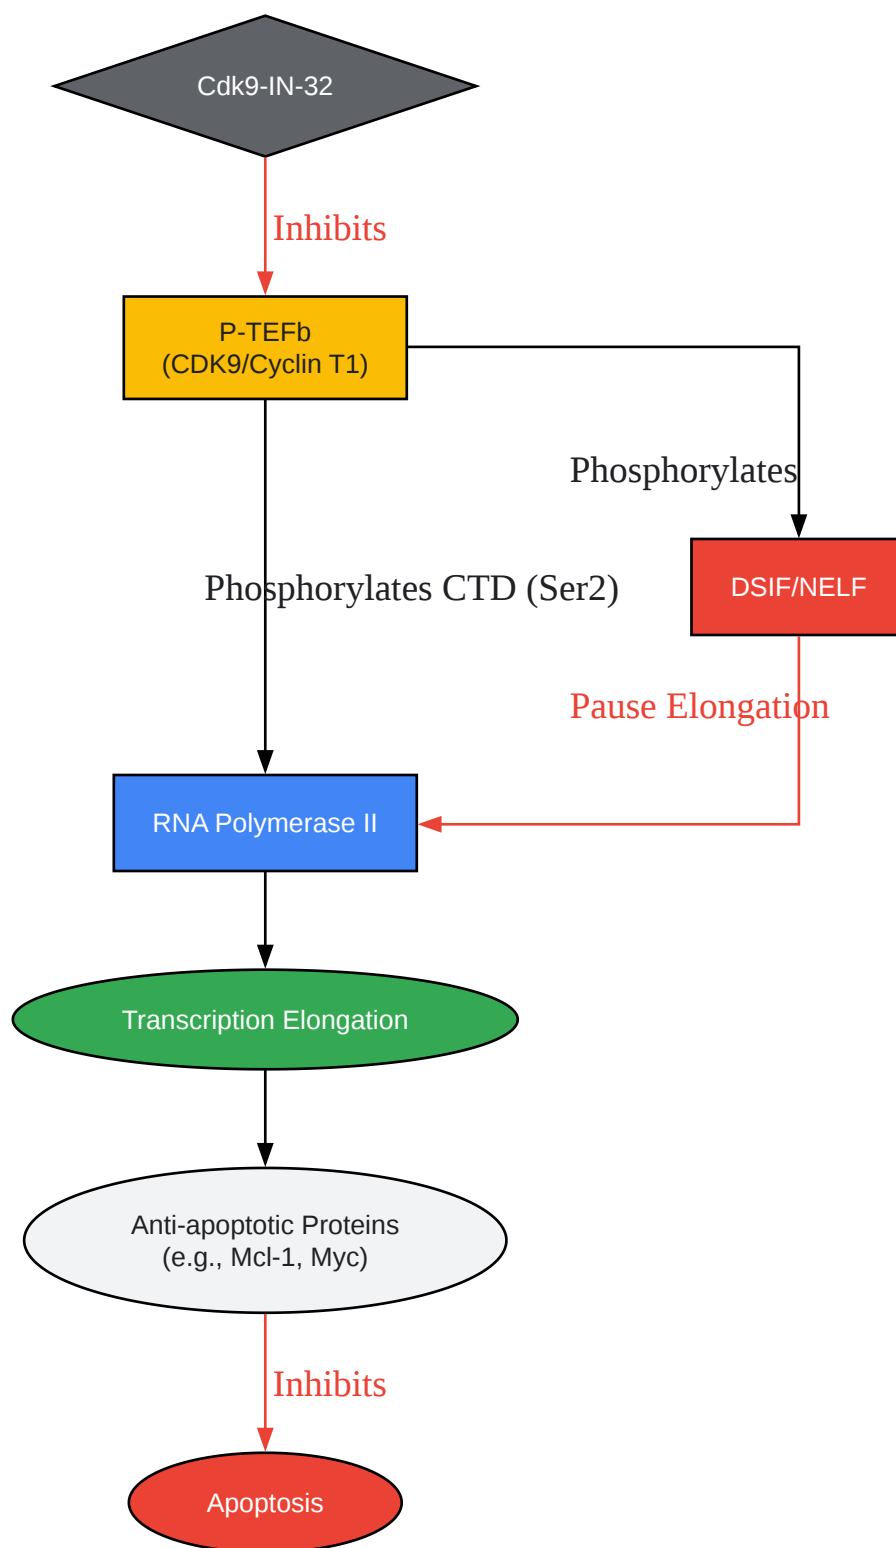 Cdk9-IN-32
Inhibits
P-TEFb
(CDK9/Cyclin T1)
Phosphorylates
Phosphorylates CTD (Ser2)
DSIF/NELF
Pause Elongation
RNA Polymerase II
Transcription Elongation
Anti-apoptotic Proteins
(e.g., Mcl-1, Myc)
Inhibits
Apoptosis